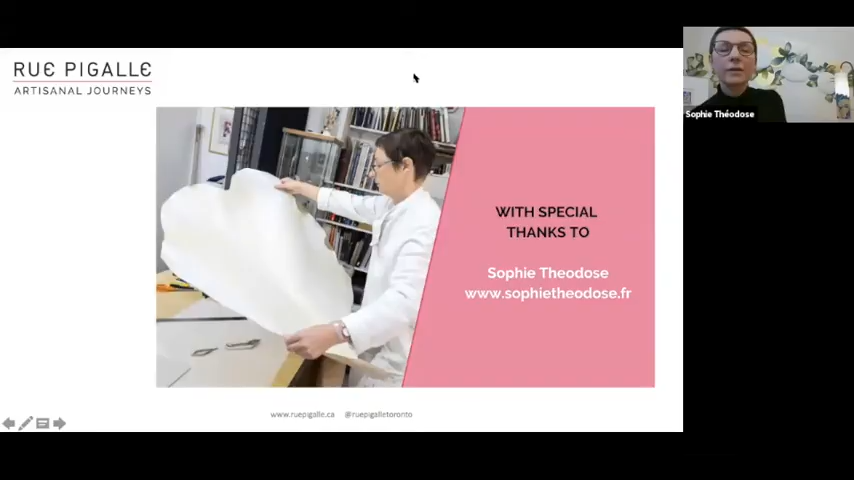 RUE PIGALLE
ARTISANAL JOURNEYS
Sophie Théodose
WITH SPECIAL
THANKS TO
Sophie Theodose
www.sophietheodose.fr
www.ruepigalle.ca @ruepigalletoronto